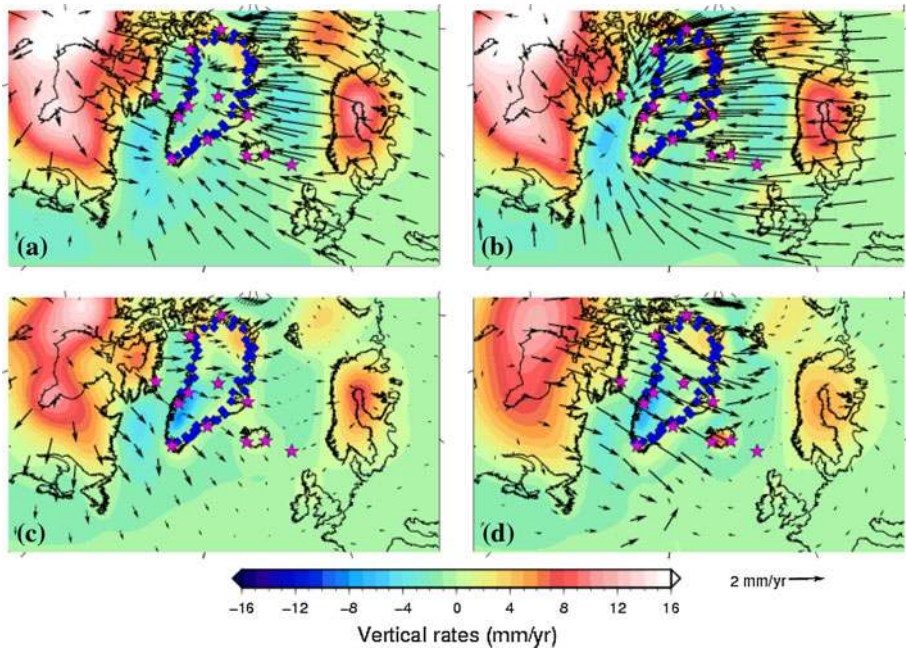 (a)
(b)
(c)
(d)
−16 −12 −8 −4 0 4 8 12 16
2 mm/yr
Vertical rates (mm/yr)